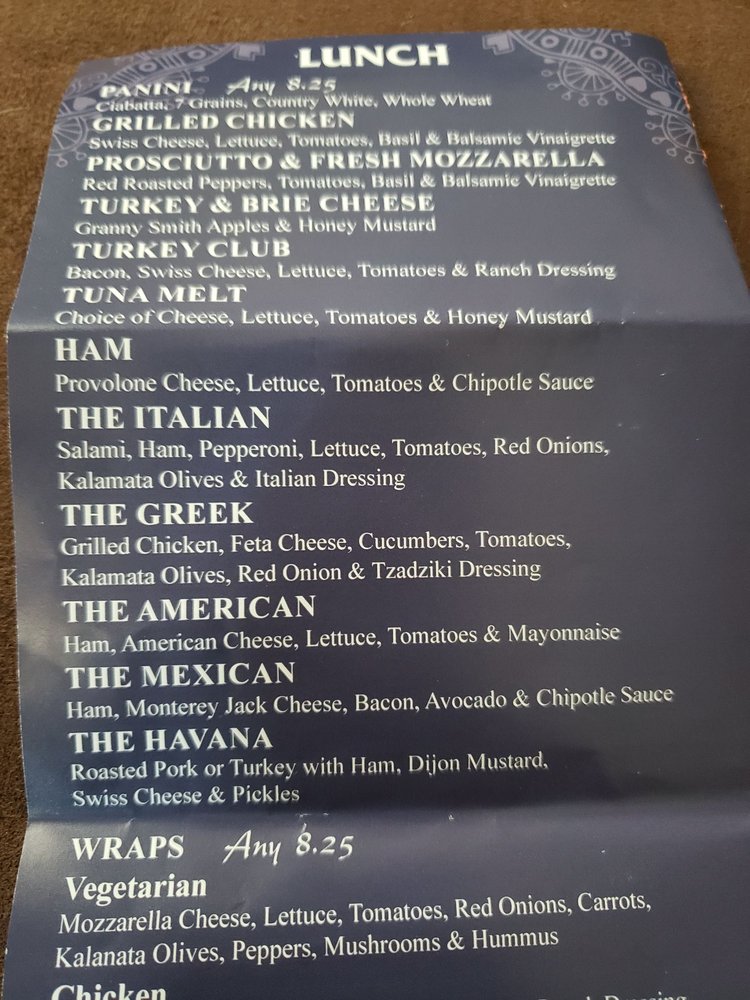 LUNCH
PANINI Any 8.25
Ciabatta, 7 Grains, Country White, Whole Wheat
GRILLED CHICKEN
Swiss Cheese, Lettuce, Tomatoes, Basil & Balsamic Vinaigrette
PROSCIUTTO & FRESH MOZZARELLA
Red Roasted Peppers, Tomatoes, Basil & Balsamic Vinaigrette
TURKEY & BRIE CHEESE
Granny Smith Apples & Honey Mustard
TURKEY CLUB
Bacon, Swiss Cheese, Lettuce, Tomatoes & Ranch Dressing
TUNA MELT
Choice of Cheese, Lettuce, Tomatoes & Honey Mustard
HAM
Provolone Cheese, Lettuce, Tomatoes & Chipotle Sauce
THE ITALIAN
Salami, Ham, Pepperoni, Lettuce, Tomatoes, Red Onions,
Kalamata Olives & Italian Dressing
THE GREEK
Grilled Chicken, Feta Cheese, Cucumbers, Tomatoes,
Kalamata Olives, Red Onion & Tzadziki Dressing
THE AMERICAN
Ham, American Cheese, Lettuce, Tomatoes & Mayonnaise
THE MEXICAN
Ham, Monterey Jack Cheese, Bacon, Avocado & Chipotle Sauce
THE HAVANA
Roasted Pork or Turkey with Ham, Dijon Mustard,
Swiss Cheese & Pickles
WRAPS Any 8.25
Vegetarian
Mozzarella Cheese, Lettuce, Tomatoes, Red Onions, Carrots,
Kalanata Olives, Peppers, Mushrooms & Hummus
Chicken
Dressing